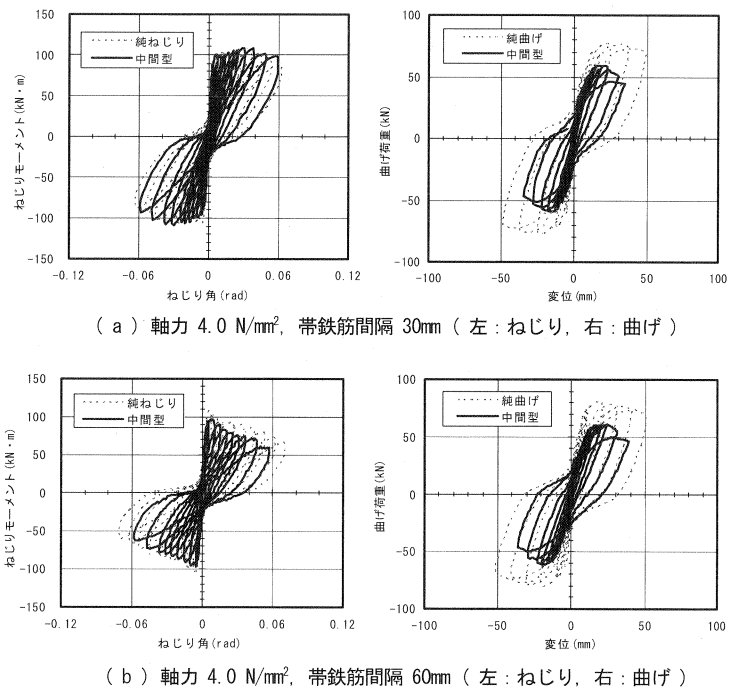 150
100
50
0
-50
-100
-150
-0.12
-0.06
0
0.06
0.12
ねじりモーメント(kN・m)
ねじり角(rad)
純ねじり
中間型
100
50
0
-50
-100
-100
-50
0
50
100
曲げ荷重(kN)
変位(mm)
純曲げ
中間型
( a ) 軸力 4.0 N/mm², 帯鉄筋間隔 30mm ( 左：ねじり, 右：曲げ )
150
100
50
0
-50
-100
-150
-0.12
-0.06
0
0.06
0.12
ねじりモーメント(kN・m)
ねじり角(rad)
純ねじり
中間型
100
50
0
-50
-100
-100
-50
0
50
100
曲げ荷重(kN)
変位(mm)
純曲げ
中間型
( b ) 軸力 4.0 N/mm², 帯鉄筋間隔 60mm ( 左：ねじり, 右：曲げ )